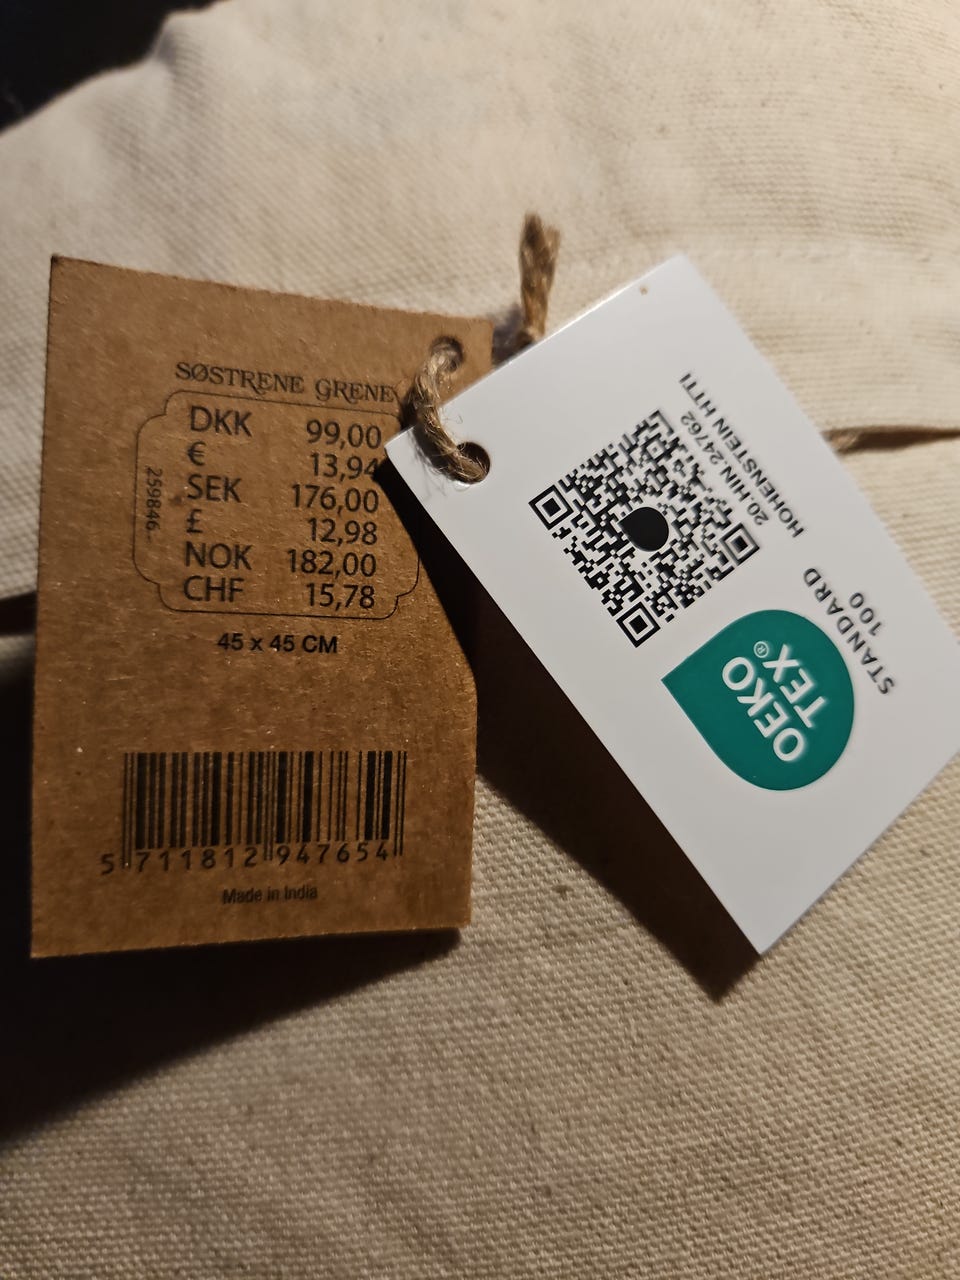 SØSTRENE GRENE
DKK 99,00
€ 13,94
SEK 176,00
£ 12,98
NOK 182,00
CHF 15,78
259846
45 x 45 CM
5 711812 947654
Made in India
OEKO
TEX®
STANDARD
100
20.HIN.24762
HOHENSTEIN HTTI